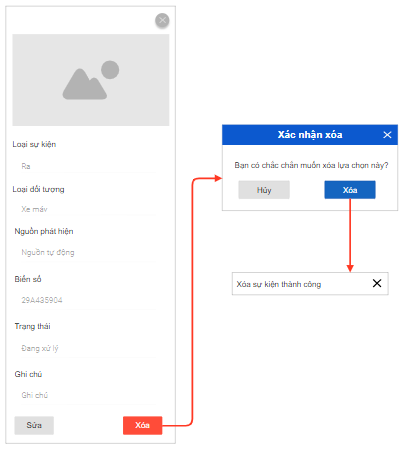 Loại sự kiện
Ra
Loại đối tượng
Xe máy
Nguồn phát hiện
Nguồn tự động
Biển số
29A435904
Trạng thái
Đang xử lý
Ghi chú
Ghi chú
Sửa
Xóa
Xác nhận xóa
Bạn có chắc chắn muốn xóa lựa chọn này?
Hủy
Xóa
Xóa sự kiện thành công